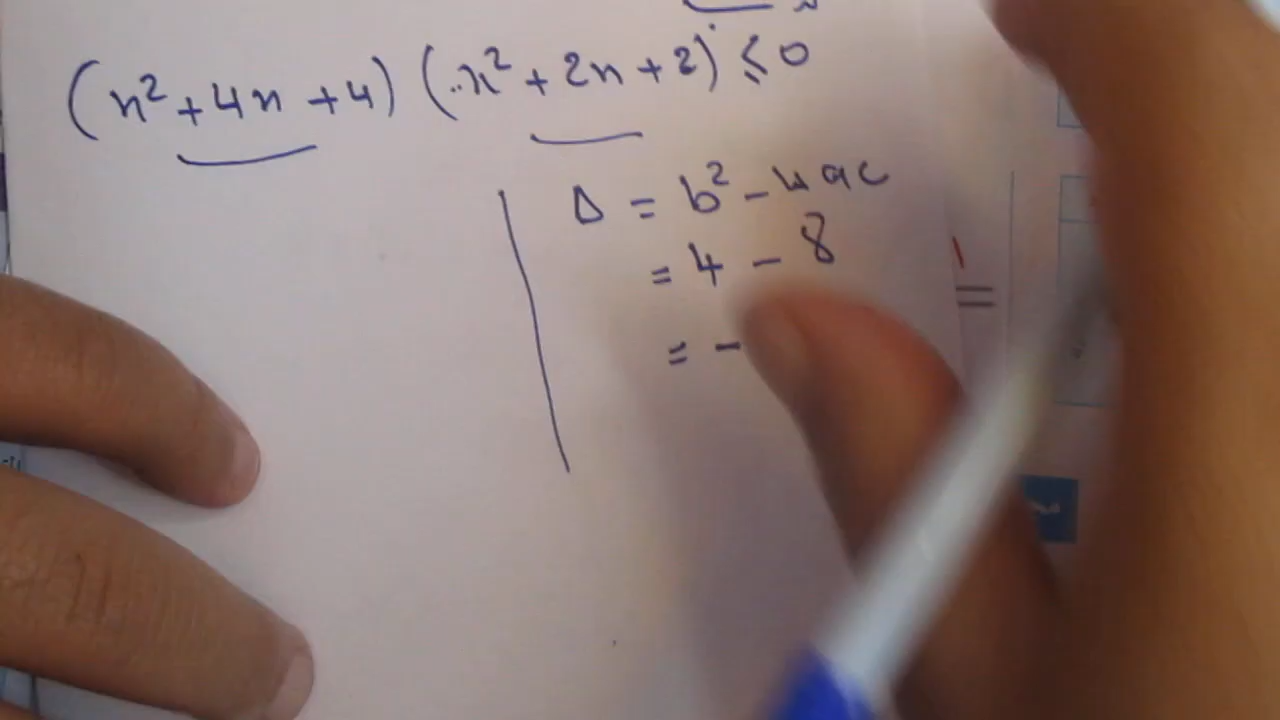 (x² + 4x + 4) (x² + 2x + 2) ≤ 0
Δ = b² - 4ac
= 4 - 8
= -
=